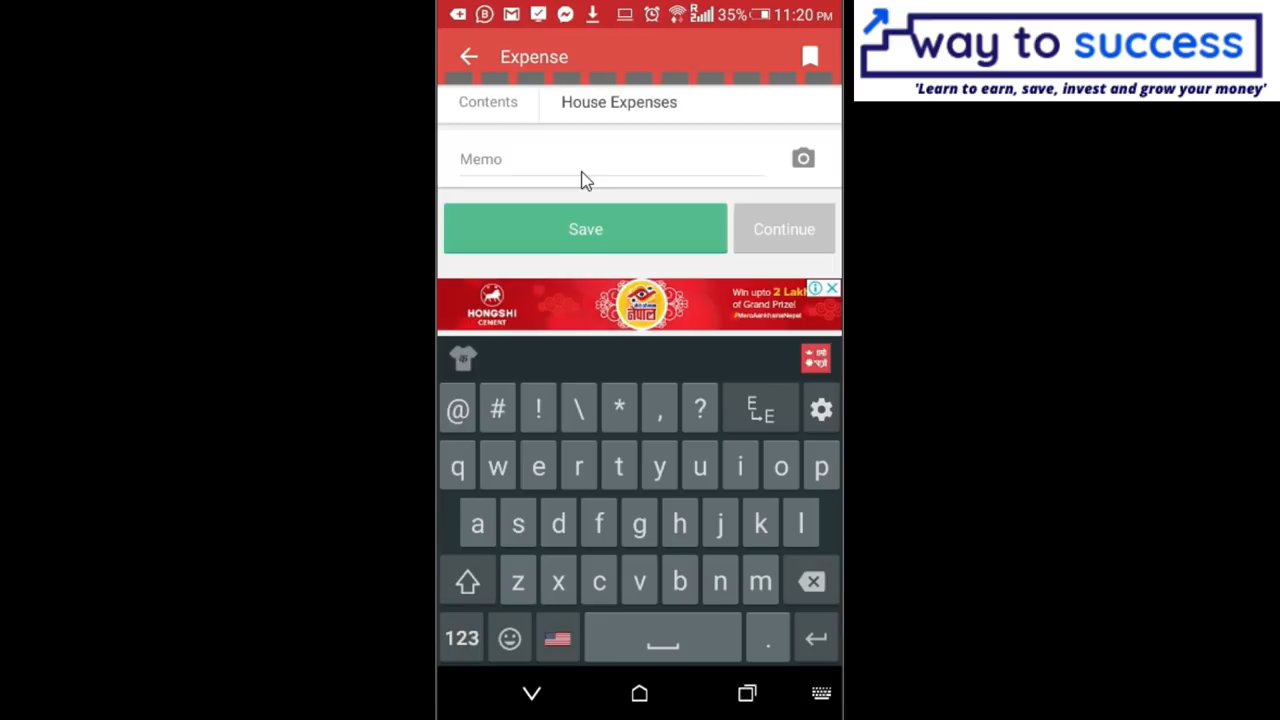 R
35% 11:20 PM
Expense
Contents House Expenses
Memo
Save Continue
HONGSHI
CEMENT
नेपाल
Win upto 2 Lakh
of Grand Prize!
@ # ! \ * , ? E E
q w e r t y u i o p
a s d f g h j k l
z x c v b n m
123 .
way to success
'Learn to earn, save, invest and grow your money'